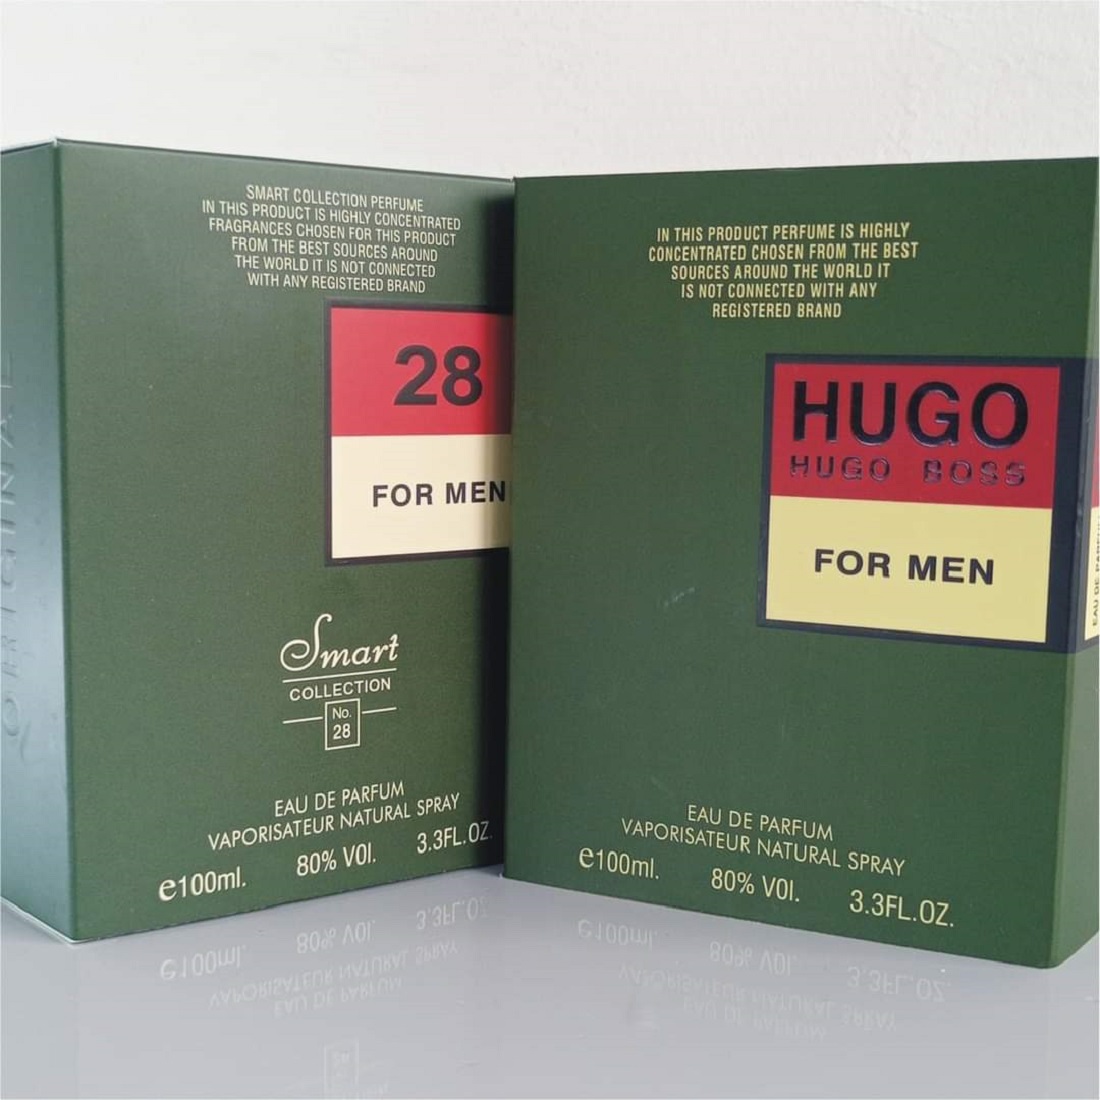 SMART COLLECTION PERFUME
IN THIS PRODUCT IS HIGHLY CONCENTRATED
FRAGRANCES CHOSEN FOR THIS PRODUCT
FROM THE BEST SOURCES AROUND
THE WORLD IT IS NOT CONNECTED
WITH ANY REGISTERED BRAND
28
FOR MEN
Smart
COLLECTION
No.
28
EAU DE PARFUM
VAPORISATEUR NATURAL SPRAY
e100ml. 80% VOl. 3.3FL.OZ.
IN THIS PRODUCT PERFUME IS HIGHLY
CONCENTRATED CHOSEN FROM THE BEST
SOURCES AROUND THE WORLD IT
IS NOT CONNECTED WITH ANY
REGISTERED BRAND
HUGO
HUGO BOSS
FOR MEN
EAU DE PARFUM
VAPORISATEUR NATURAL SPRAY
e100ml. 80% VOl. 3.3FL.OZ.